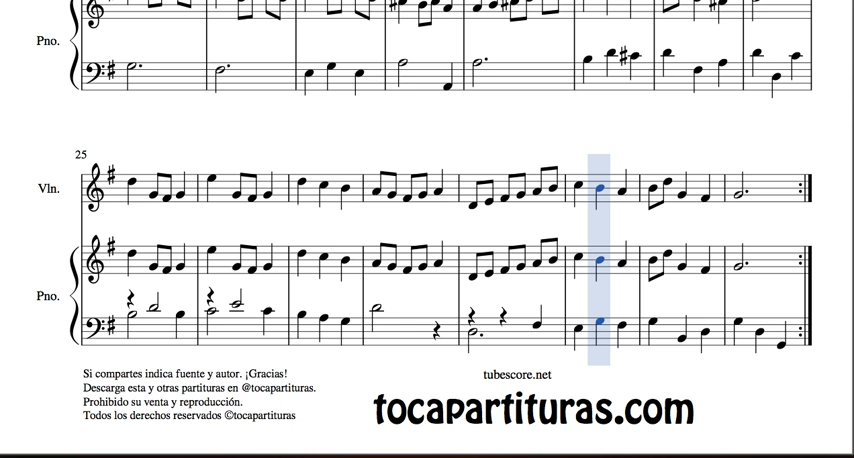 Pno.
25
Vln.
Pno.
Si compartes indica fuente y autor. ¡Gracias!
Descarga esta y otras partituras en @tocapartituras.
Prohibido su venta y reproducción.
Todos los derechos reservados ©tocapartituras
tubescore.net
tocapartituras.com